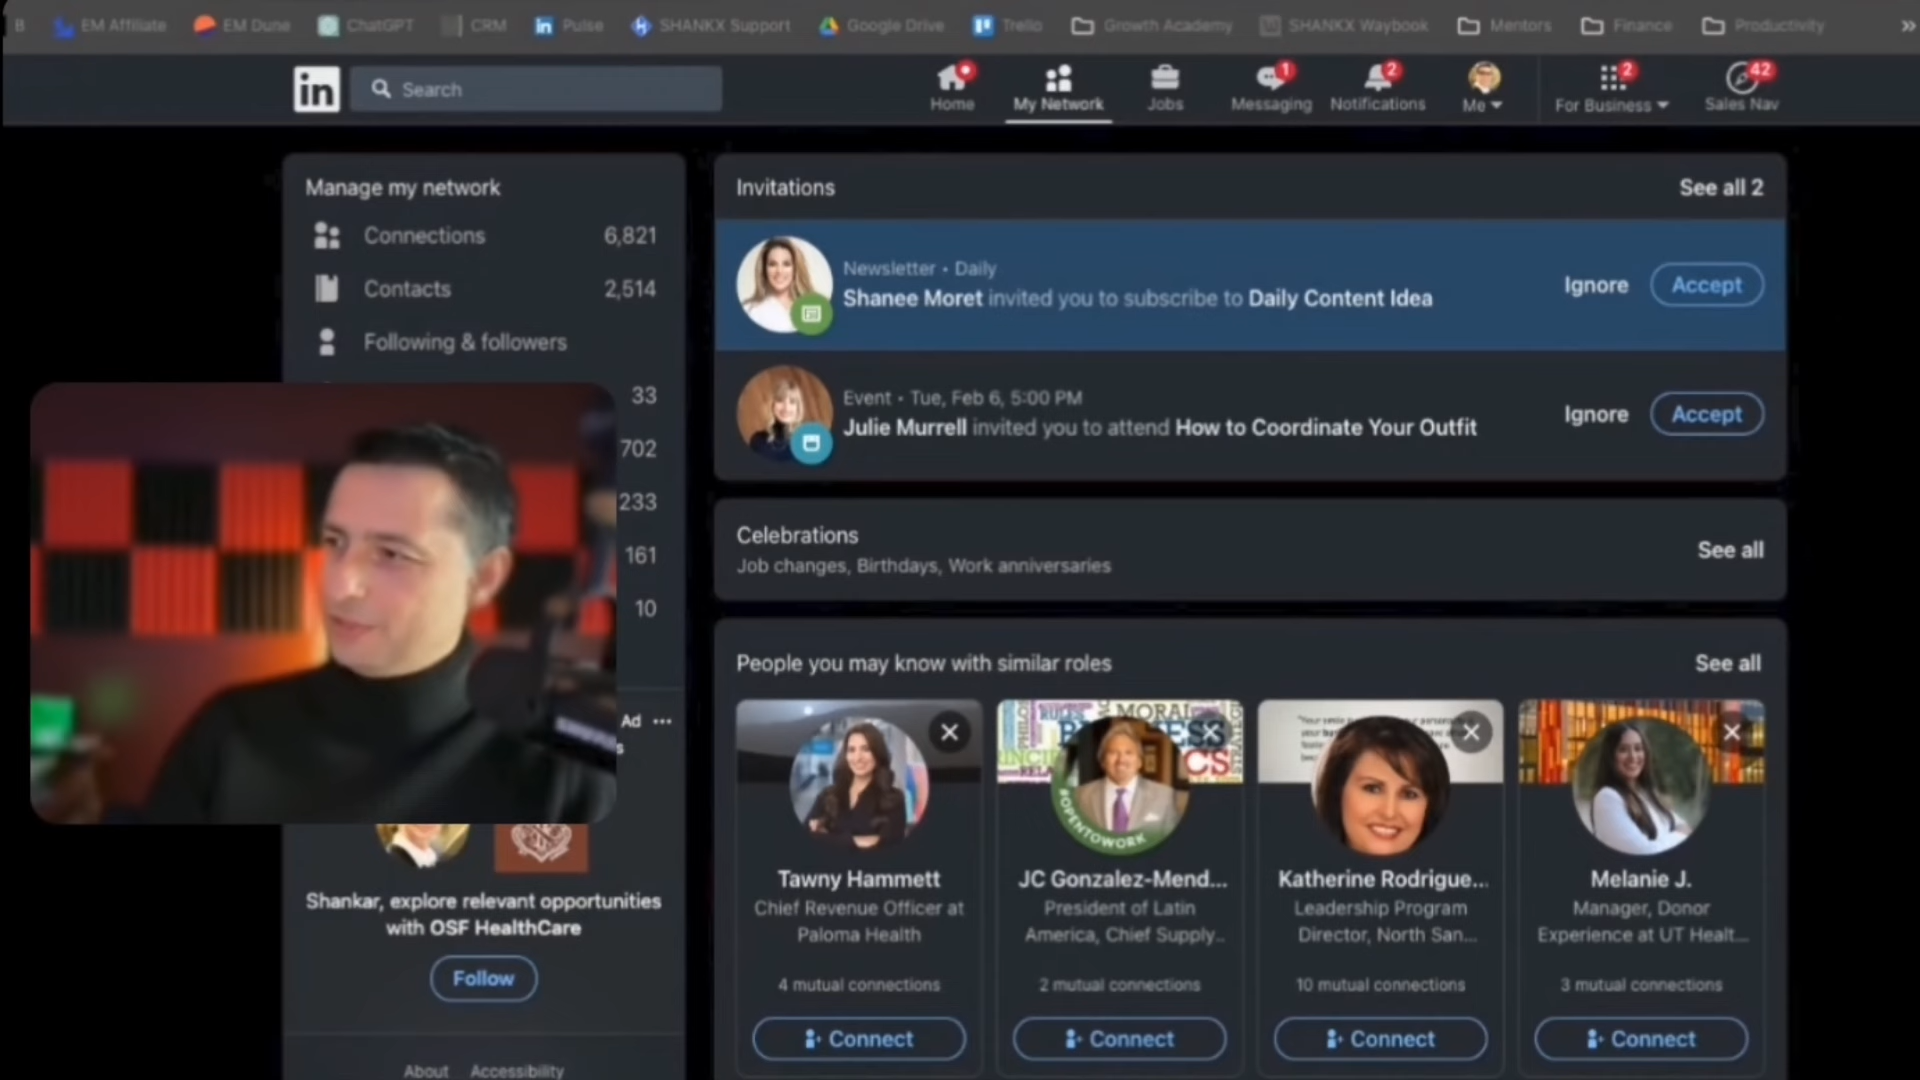 B
EM Affiliate
EM Dune
ChatGPT
CRM
Pulse
SHANKX Support
Google Drive
Trello
Growth Academy
SHANKX Waybook
Mentors
Finance
Productivity
»
in
Search
Home
My Network
Jobs
1
Messaging
2
Notifications
Me
2
For Business
42
Sales Nav
Manage my network
Connections 6,821
Contacts 2,514
Following & followers
33
702
233
161
10
Ad
s
Shankar, explore relevant opportunities
with OSF HealthCare
Follow
About Accessibility
Invitations See all 2
Newsletter • Daily
Shanee Moret invited you to subscribe to Daily Content Idea
Ignore Accept
Event • Tue, Feb 6, 5:00 PM
Julie Murrell invited you to attend How to Coordinate Your Outfit
Ignore Accept
Celebrations
Job changes, Birthdays, Work anniversaries
See all
People you may know with similar roles See all
Tawny Hammett
Chief Revenue Officer at
Paloma Health
4 mutual connections
Connect
MORAL
BUSINESS
#OPENTOWORK
JC Gonzalez-Mend...
President of Latin
America, Chief Supply...
2 mutual connections
Connect
Katherine Rodrigue...
Leadership Program
Director, North San...
10 mutual connections
Connect
Melanie J.
Manager, Donor
Experience at UT Healt...
3 mutual connections
Connect